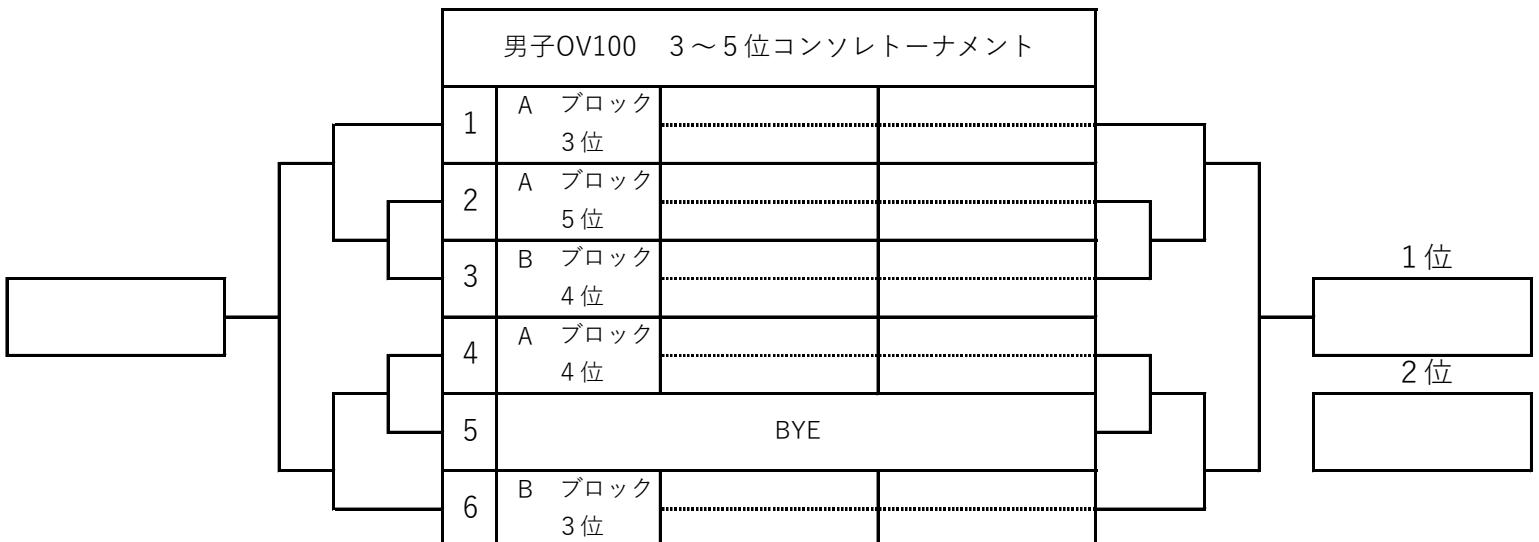 男子OV100　３～５位コンソレトーナメント
1 A ブロック
３位
2 A ブロック
５位
3 B ブロック
４位
4 A ブロック
４位
5 BYE
6 B ブロック
３位
１位
２位